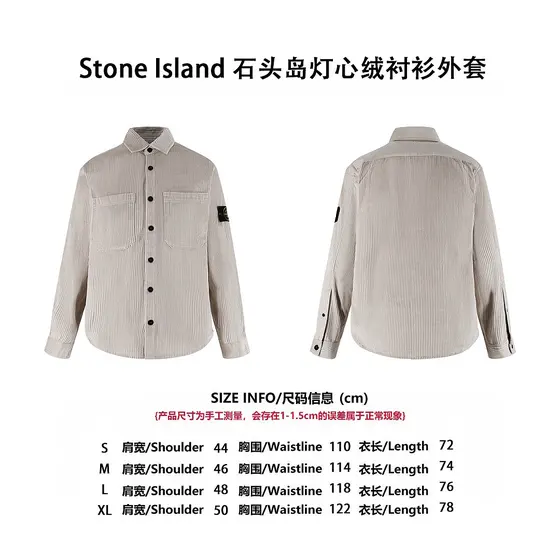 Stone Island 石头岛灯心绒衬衫外套
SIZE INFO/尺码信息 (cm)
(产品尺寸为手工测量，会存在1-1.5cm的误差属于正常现象)
S 肩宽/Shoulder 44 胸围/Waistline 110 衣长/Length 72
M 肩宽/Shoulder 46 胸围/Waistline 114 衣长/Length 74
L 肩宽/Shoulder 48 胸围/Waistline 118 衣长/Length 76
XL 肩宽/Shoulder 50 胸围/Waistline 122 衣长/Length 78